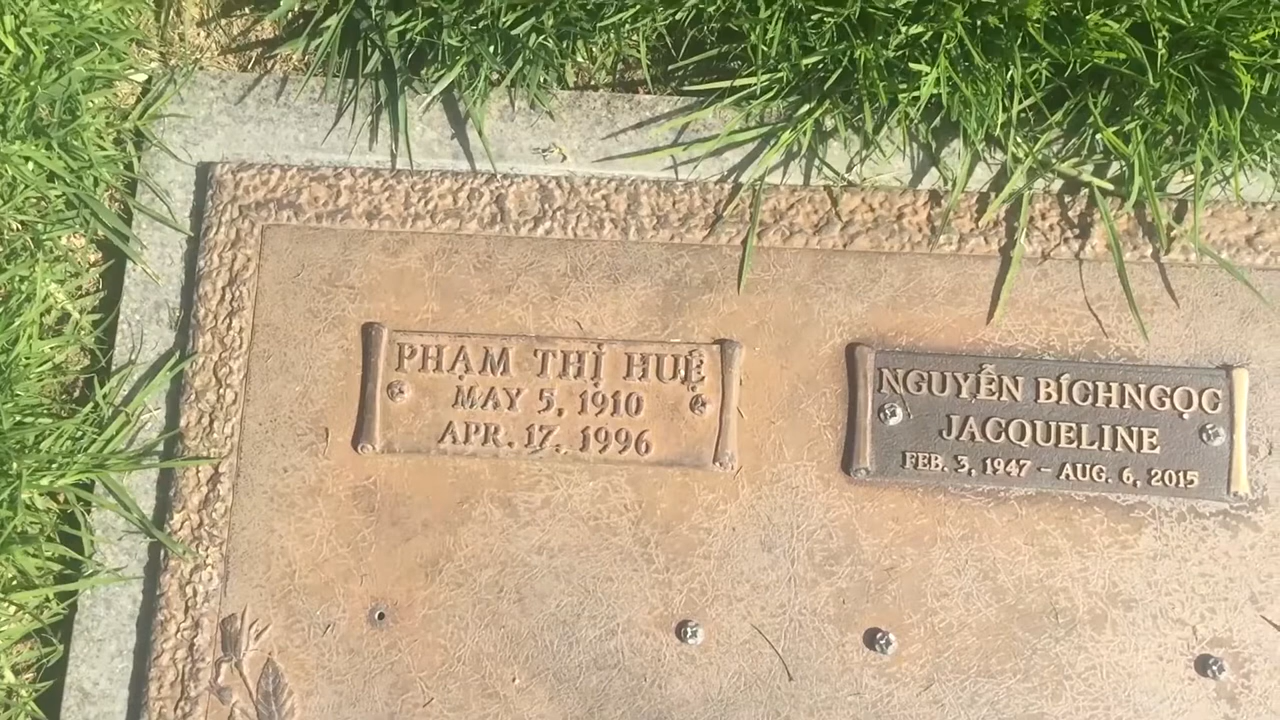 PHẠM THỊ HUỆ
MAY 5, 1910
APR. 17, 1996
NGUYỄN BÍCHNGỌC
JACQUELINE
FEB. 3, 1947 – AUG. 6, 2015